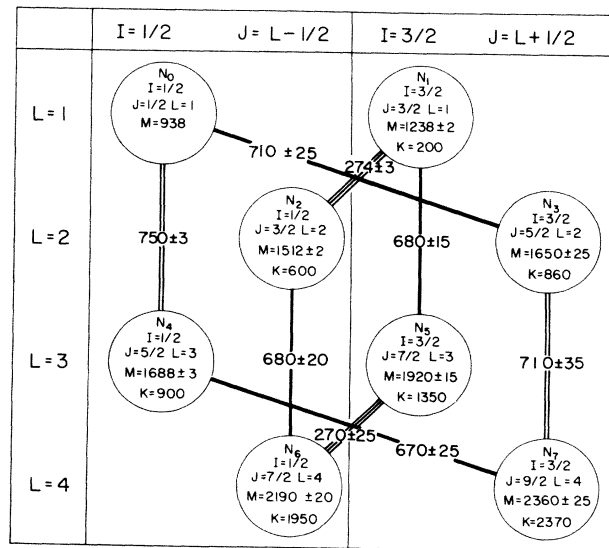 I=1/2 J=L-1/2 I=3/2 J=L+1/2
L=1
N₀
I=1/2
J=1/2 L=1
M=938
N₁
I=3/2
J=3/2 L=1
M=1238±2
K=200
710 ±25
274±3
L=2
N₂
I=1/2
J=3/2 L=2
M=1512±2
K=600
N₃
I=3/2
J=5/2 L=2
M=1650±25
K=860
750±3
680±15
L=3
N₄
I=1/2
J=5/2 L=3
M=1688±3
K=900
N₅
I=3/2
J=7/2 L=3
M=1920±15
K=1350
680±20
710±35
270±25
670±25
L=4
N₆
I=1/2
J=7/2 L=4
M=2190 ±20
K=1950
N₇
I=3/2
J=9/2 L=4
M=2360±25
K=2370